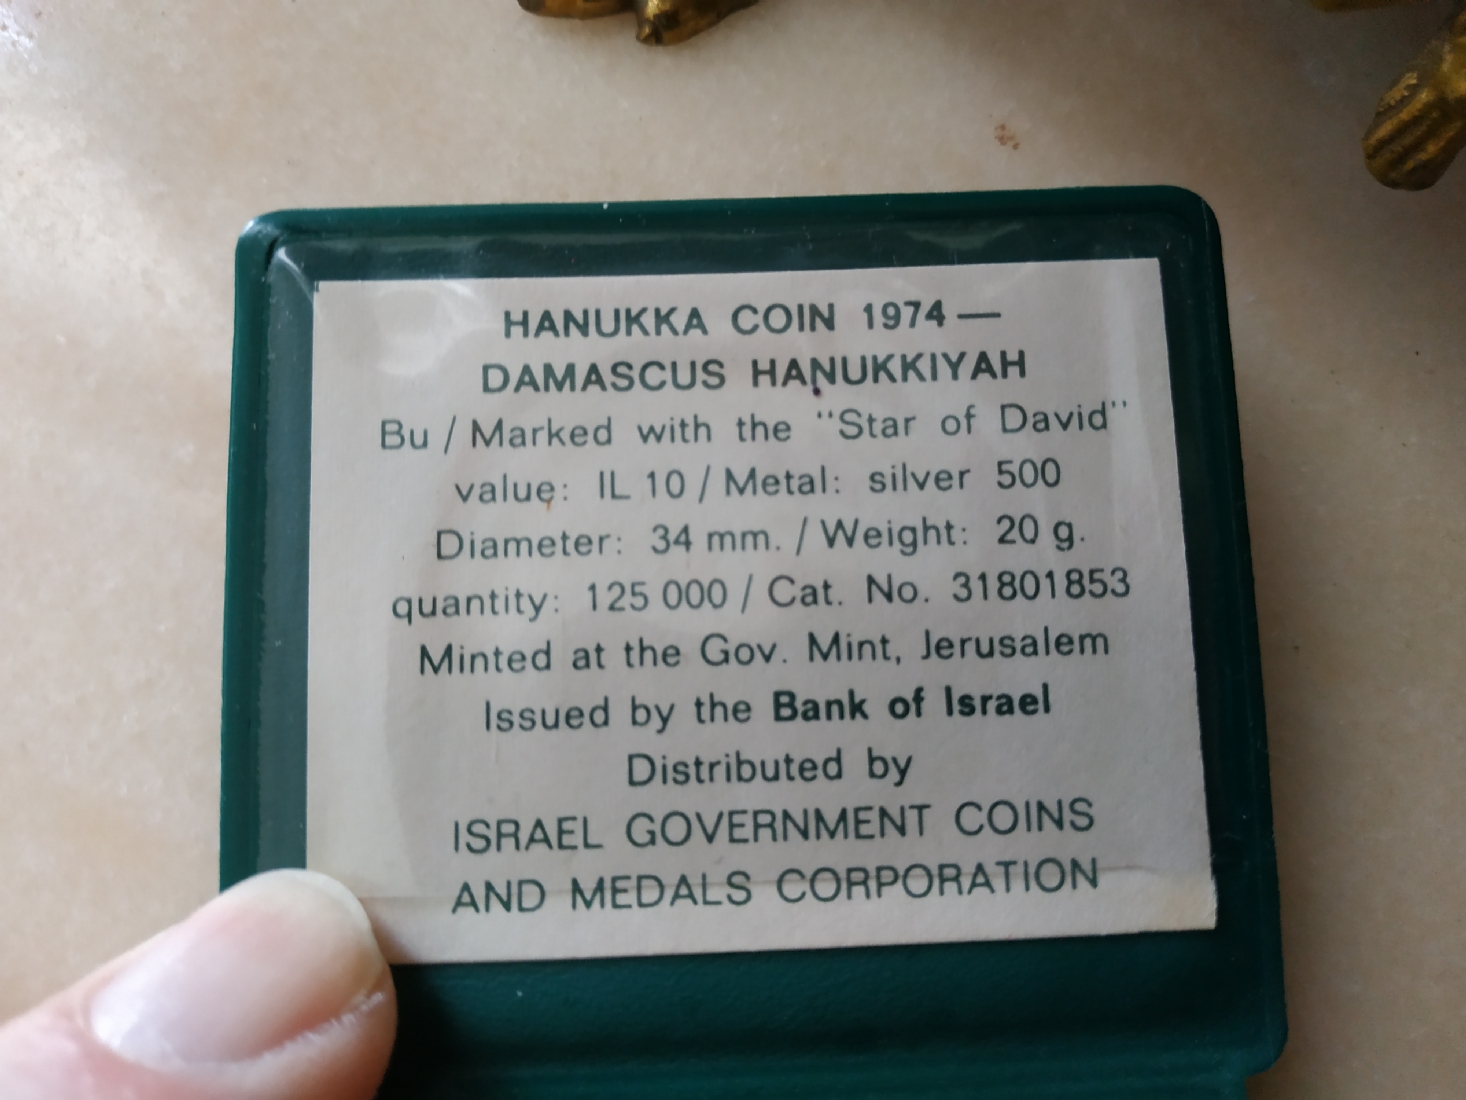 HANUKKA COIN 1974 —
DAMASCUS HANUKKIYAH
Bu / Marked with the "Star of David"
value: IL 10 / Metal: silver 500
Diameter: 34 mm. / Weight: 20 g.
quantity: 125 000 / Cat. No. 31801853
Minted at the Gov. Mint, Jerusalem
Issued by the Bank of Israel
Distributed by
ISRAEL GOVERNMENT COINS
AND MEDALS CORPORATION